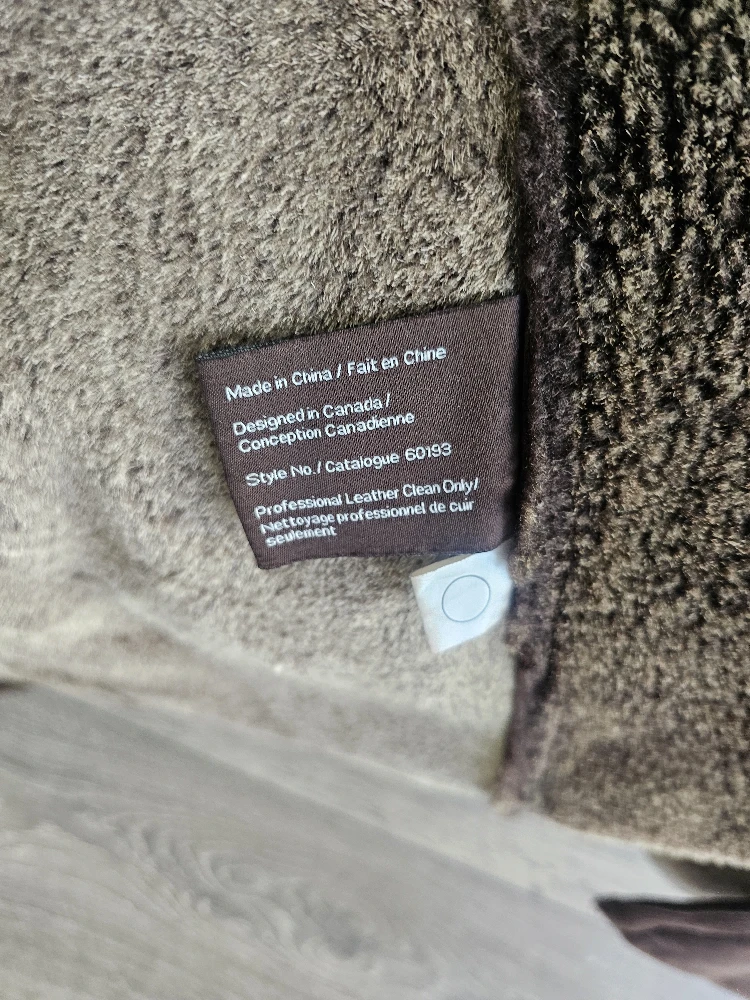 Made in China / Fait en Chine
Designed in Canada /
Conception Canadienne
Style No./ Catalogue 60193
Professional Leather Clean Only/
Nettoyage professionnel de cuir
seulement